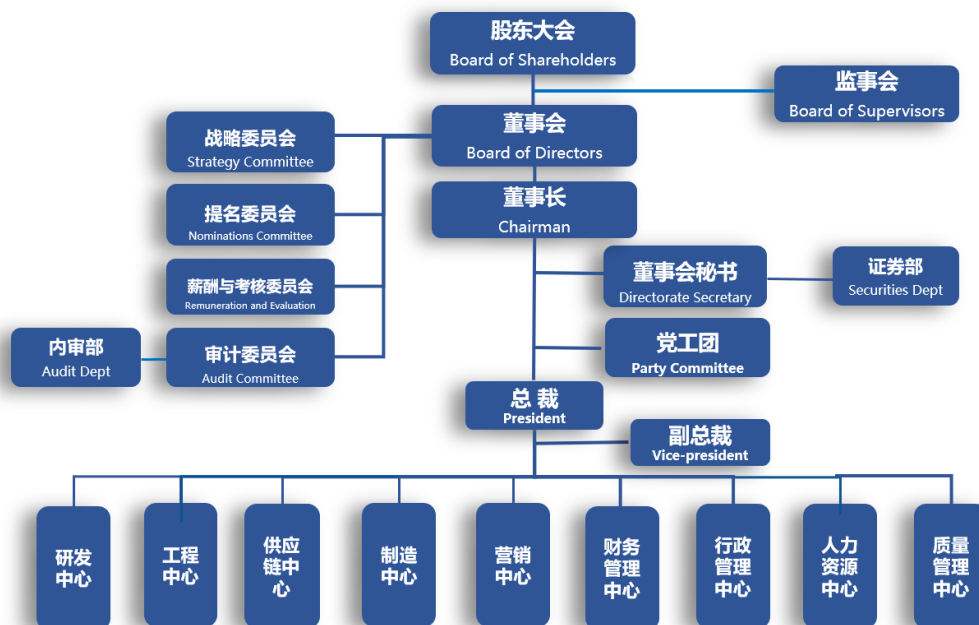 股东大会
Board of Shareholders
监事会
Board of Supervisors
董事会
Board of Directors
战略委员会
Strategy Committee
提名委员会
Nominations Committee
董事长
Chairman
薪酬与考核委员会
Remuneration and Evaluation
董事会秘书
Directorate Secretary
证券部
Securities Dept
内审部
Audit Dept
审计委员会
Audit Committee
党工团
Party Committee
总 裁
President
副总裁
Vice-president
研发
中心
工程
中心
供应
链中
心
制造
中心
营销
中心
财务
管理
中心
行政
管理
中心
人力
资源
中心
质量
管理
中心